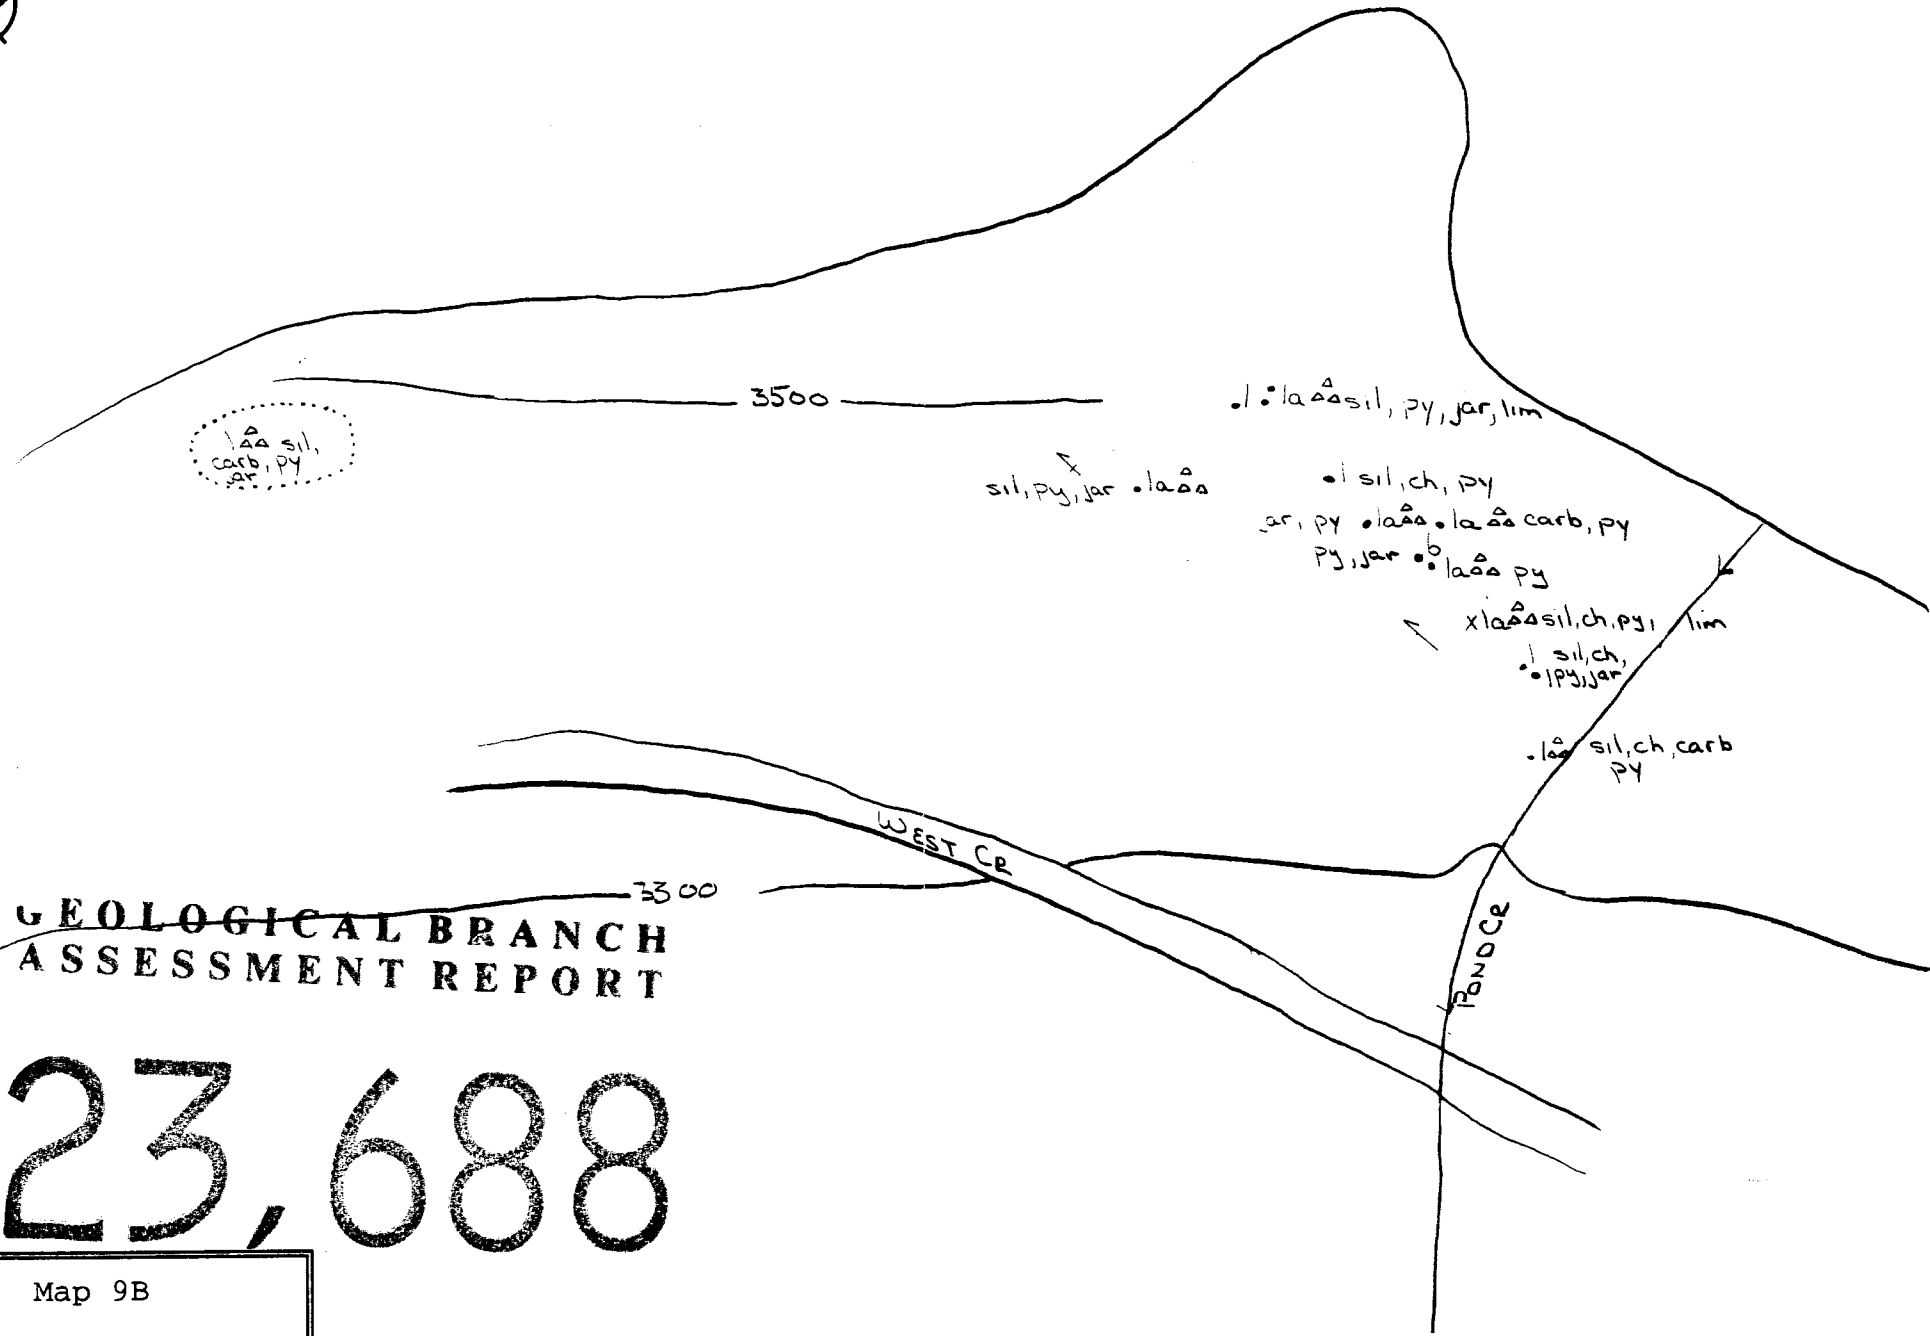 3500
.l : la △△△ sil, py, jar, lim
l △△△ sil,
carb, py
ar
sil, py, jar • la △△△
• l sil, ch, py
ar, py • la △△△ • la △△△ carb, py
py, jar • b
• la △△△ py
x la △△△ sil, ch, py, lim
l sil, ch,
• l py, jar
• l △△△ sil, ch, carb
py
WEST CR
3300
POND CR
GEOLOGICAL BRANCH
ASSESSMENT REPORT
23,688
Map 9B